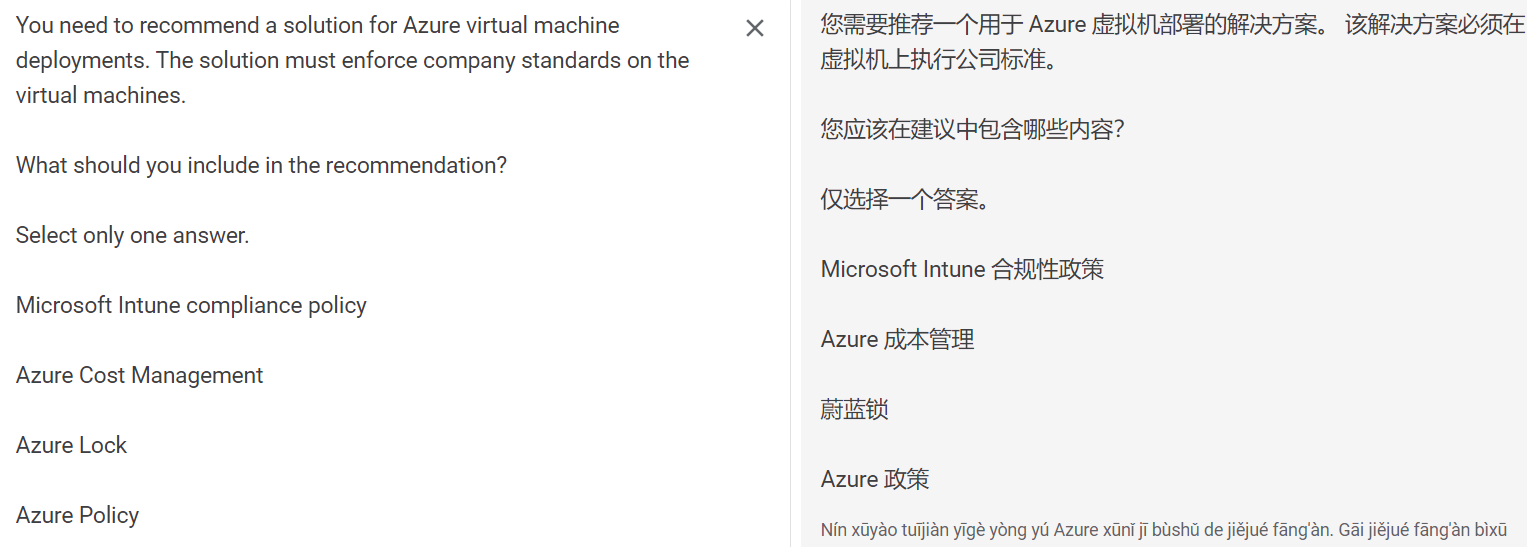 You need to recommend a solution for Azure virtual machine
deployments. The solution must enforce company standards on the
virtual machines.
What should you include in the recommendation?
Select only one answer.
Microsoft Intune compliance policy
Azure Cost Management
Azure Lock
Azure Policy
您需要推荐一个用于 Azure 虚拟机部署的解决方案。 该解决方案必须在
虚拟机上执行公司标准。
您应该在建议中包含哪些内容?
仅选择一个答案。
Microsoft Intune 合规性政策
Azure 成本管理
蔚蓝锁
Azure 政策
Nín xūyào tuījiàn yīgè yòng yú Azure xūnǐ jī bùshǔ de jiějué fāng'àn. Gāi jiějué fāng'àn bìxū